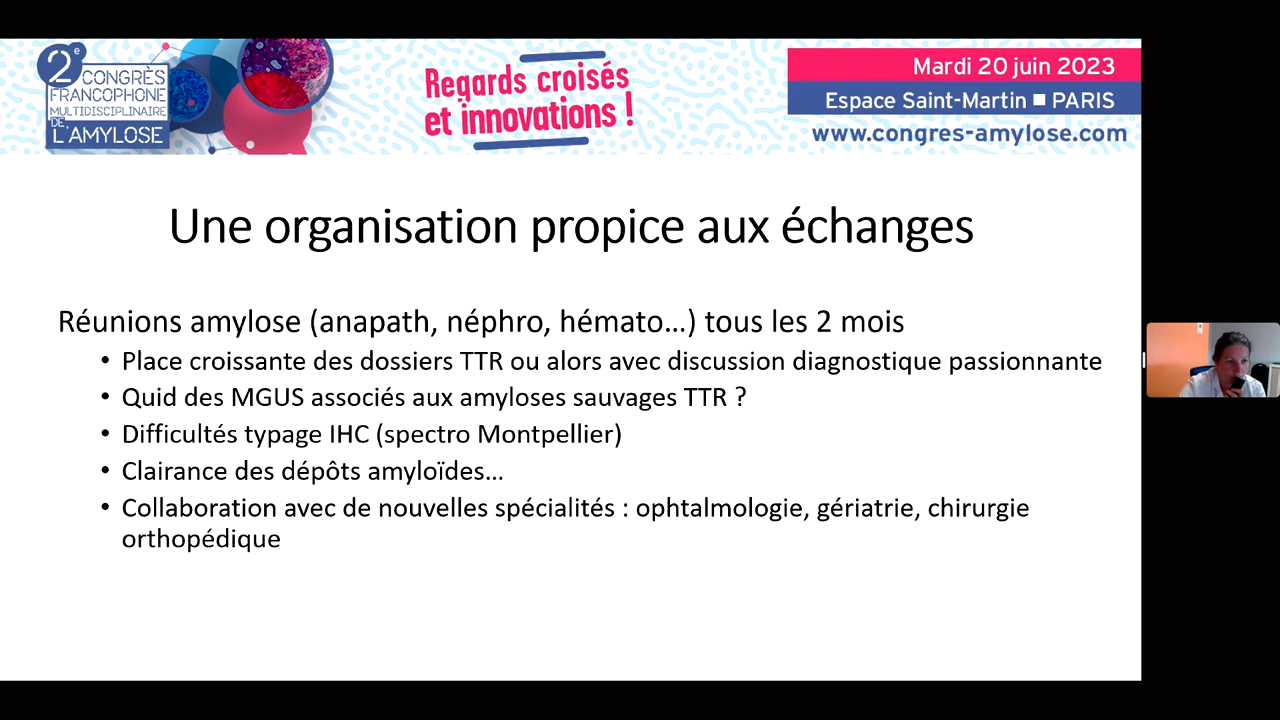 2e CONGRÈS
FRANCOPHONE
MULTIDISCIPLINAIRE
DE
L'AMYLOSE
Regards croisés
et innovations !
Mardi 20 juin 2023
Espace Saint-Martin ■ PARIS
www.congres-amylose.com
Une organisation propice aux échanges
Réunions amylose (anapath, néphro, hémato…) tous les 2 mois
• Place croissante des dossiers TTR ou alors avec discussion diagnostique passionnante
• Quid des MGUS associés aux amyloses sauvages TTR ?
• Difficultés typage IHC (spectro Montpellier)
• Clairance des dépôts amyloïdes…
• Collaboration avec de nouvelles spécialités : ophtalmologie, gériatrie, chirurgie
orthopédique